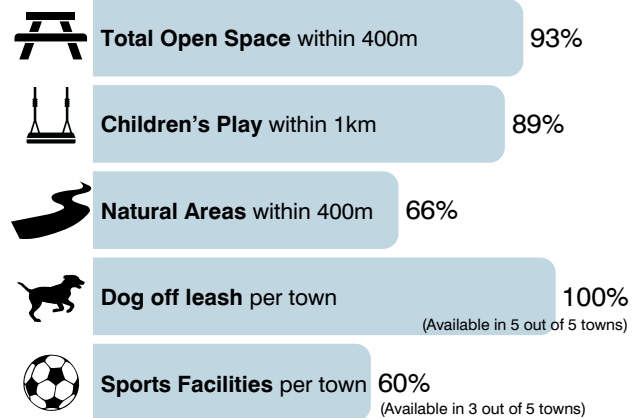 Total Open Space within 400m 93%
Children's Play within 1km 89%
Natural Areas within 400m 66%
Dog off leash per town 100%
(Available in 5 out of 5 towns)
Sports Facilities per town 60%
(Available in 3 out of 5 towns)